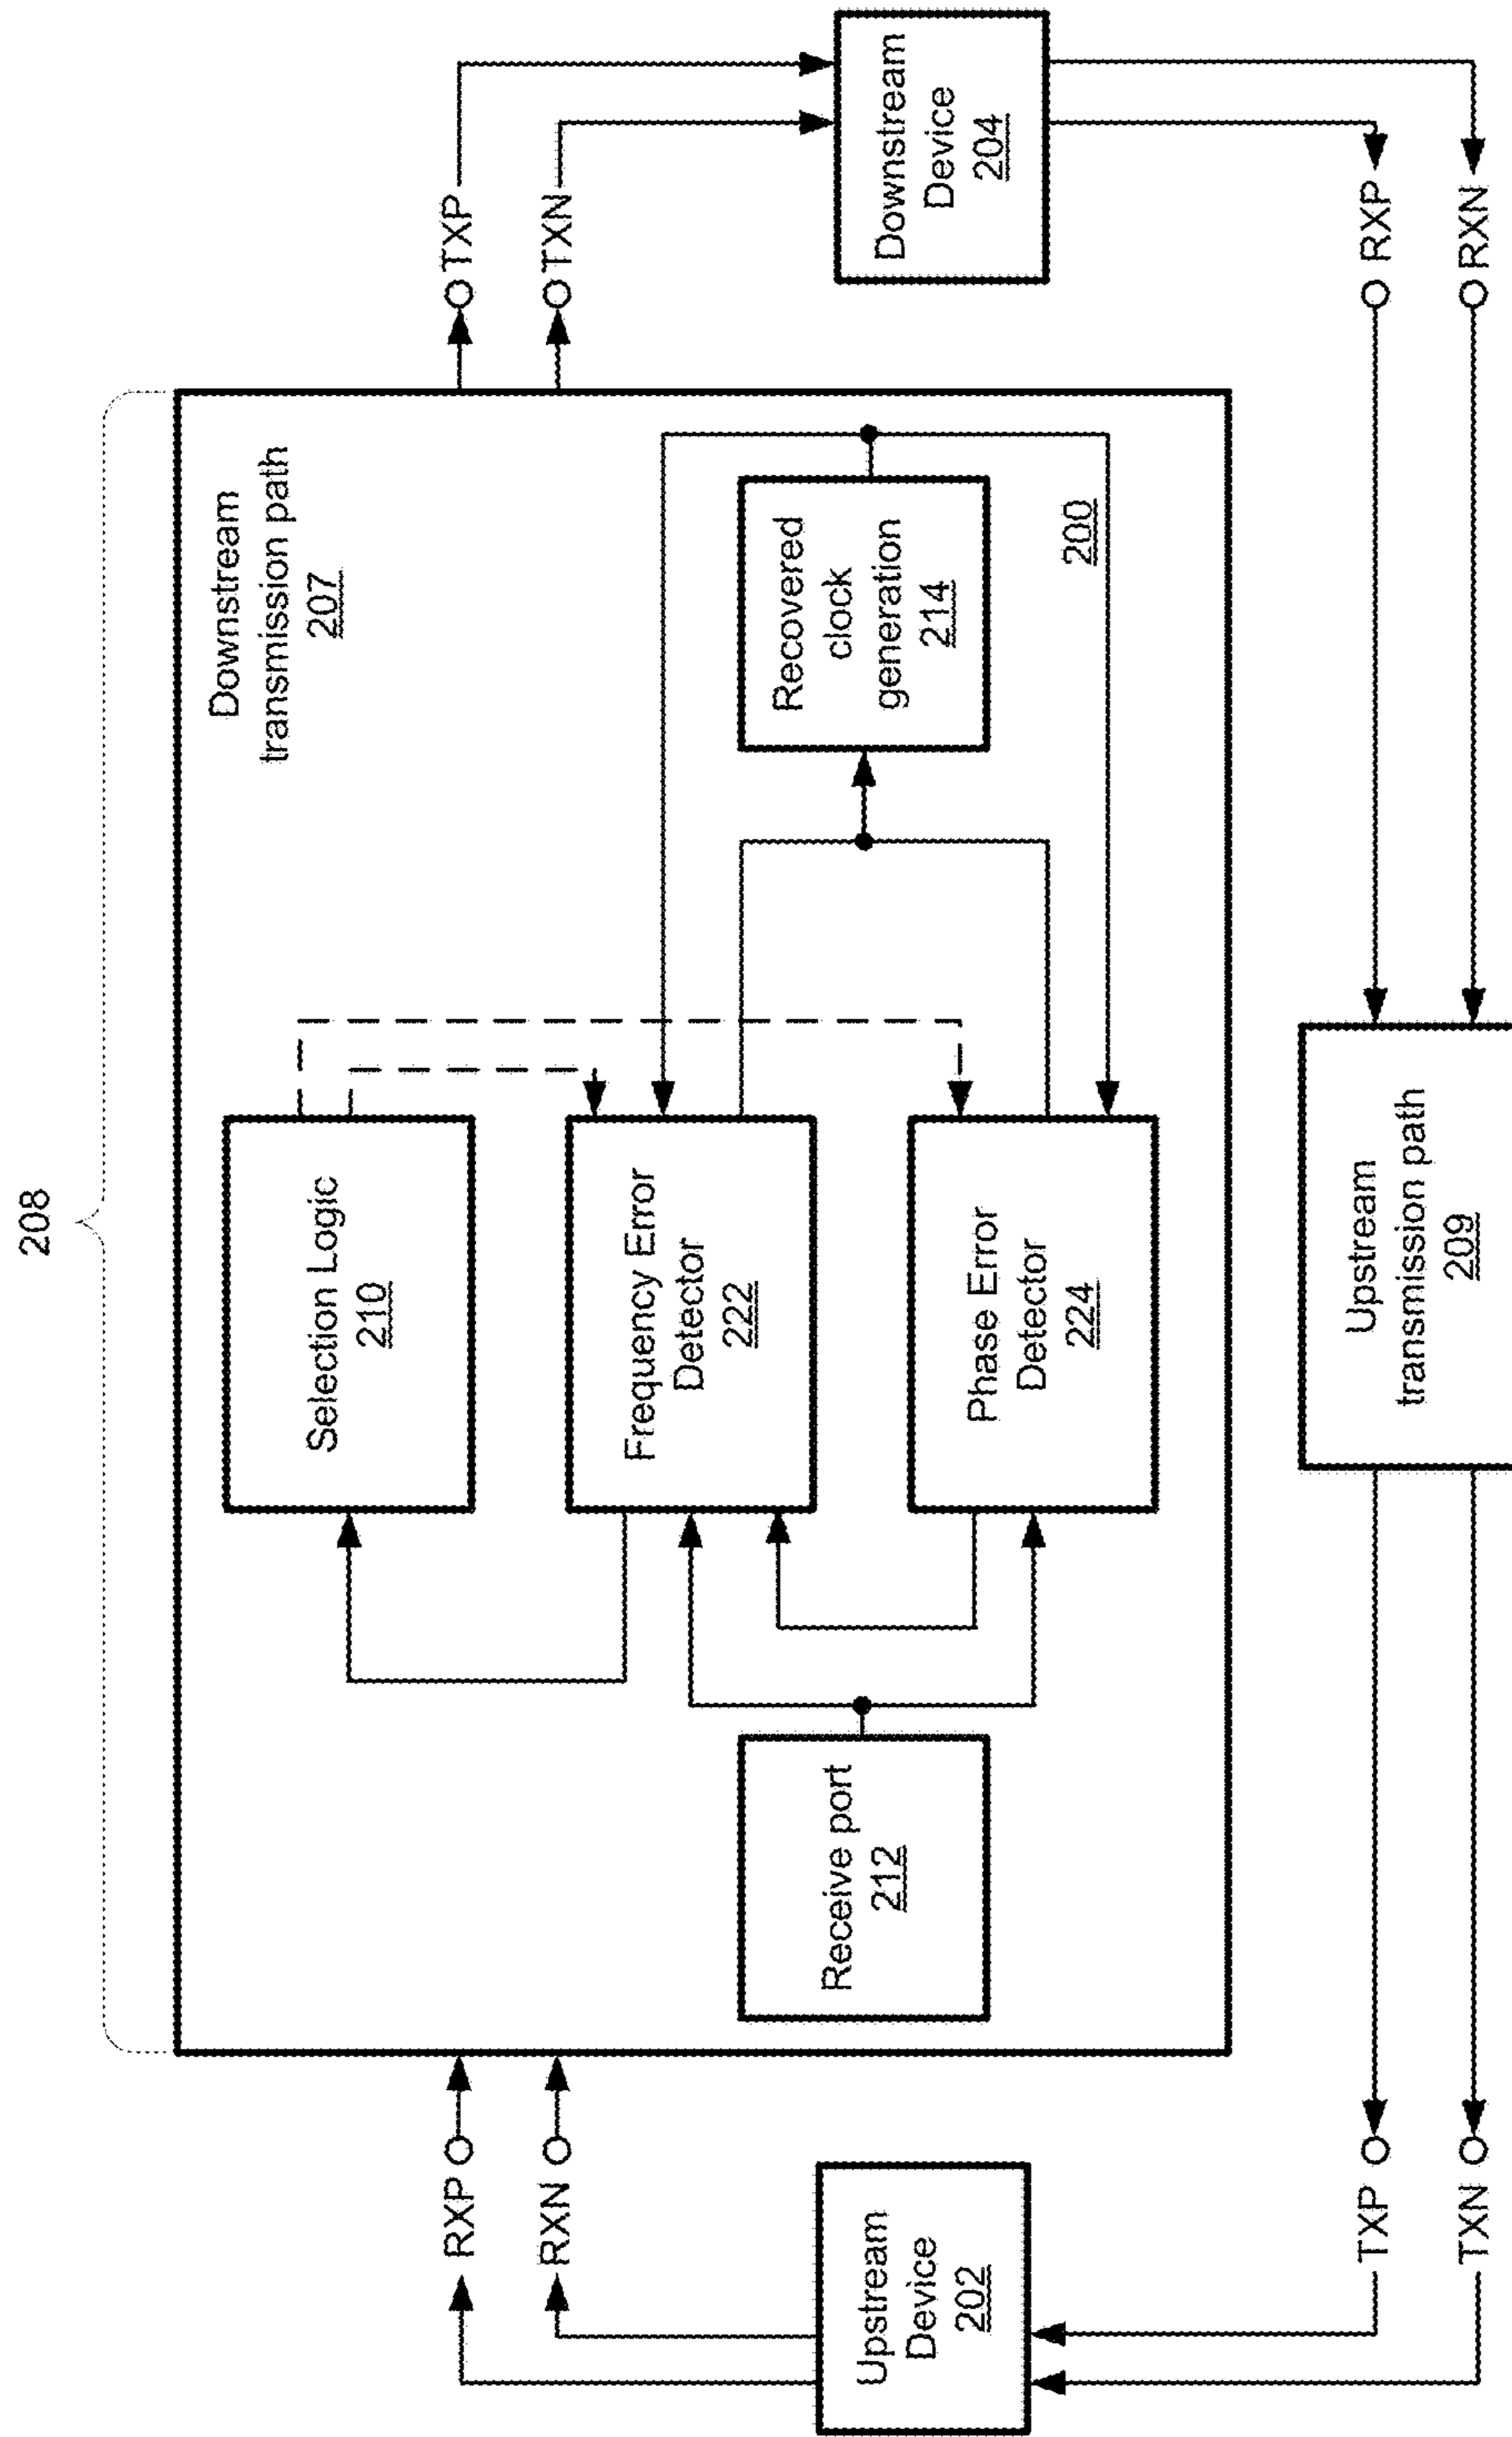 208
Downstream
transmission path
207
Selection Logic
210
Frequency Error
Detector
222
Phase Error
Detector
224
Receive port
212
Recovered
clock
generation
214
200
RXP
RXN
TXP
TXN
Upstream
Device
202
Downstream
Device
204
TXP
TXN
Upstream
transmission path
209
RXP
RXN